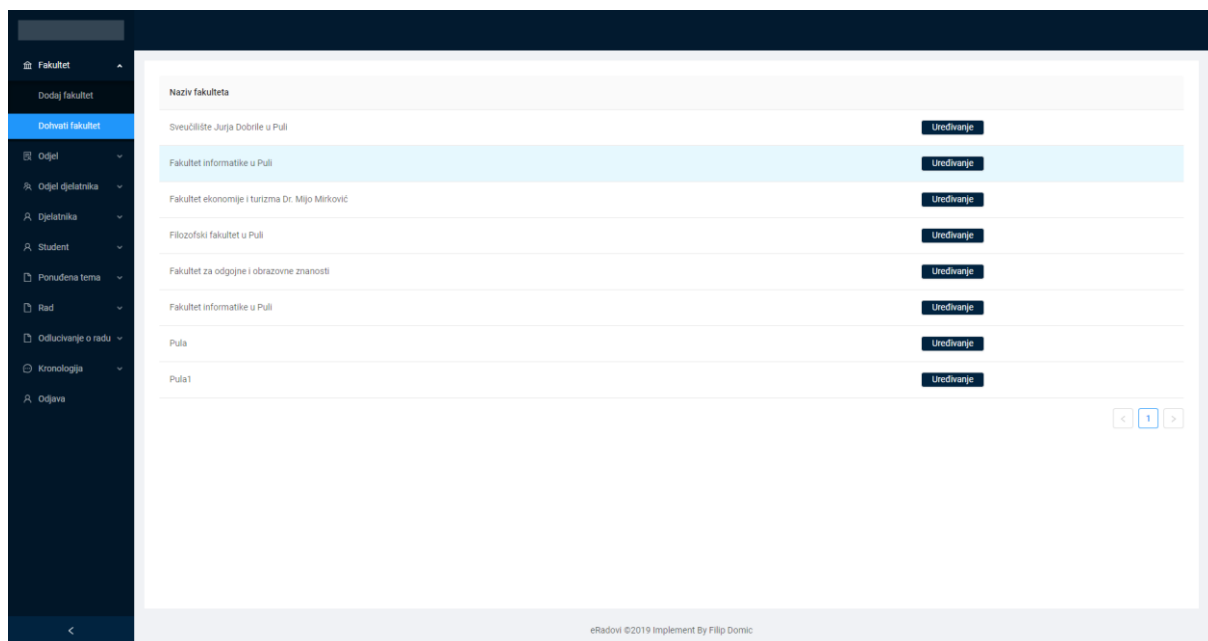 Fakultet
Dodaj fakultet
Dohvati fakultet
Odjel
Odjel djelatnika
Djelatnika
Student
Ponuđena tema
Rad
Odlucivanje o radu
Kronologija
Odjava
Naziv fakulteta
Sveučilište Jurja Dobrile u Puli Uređivanje
Fakultet informatike u Puli Uređivanje
Fakultet ekonomije i turizma Dr. Mijo Mirković Uređivanje
Filozofski fakultet u Puli Uređivanje
Fakultet za odgojne i obrazovne znanosti Uređivanje
Fakultet informatike u Puli Uređivanje
Pula Uređivanje
Pula1 Uređivanje
< 1 >
eRadovi ©2019 Implement By Filip Domic